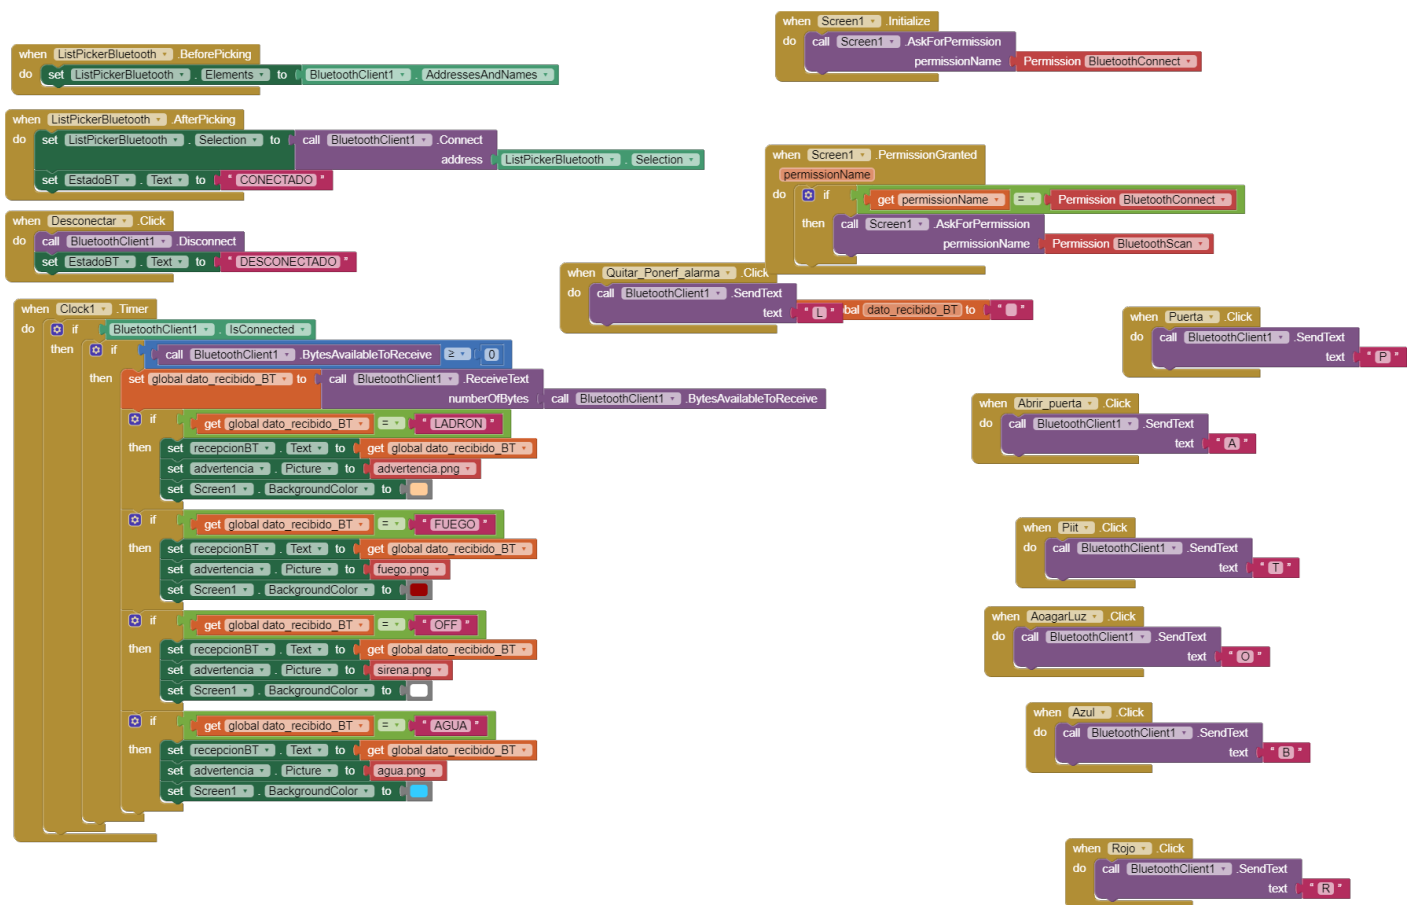 when ListPickerBluetooth .BeforePicking
do set ListPickerBluetooth . Elements to BluetoothClient1 . AddressesAndNames
when ListPickerBluetooth .AfterPicking
do set ListPickerBluetooth . Selection to call BluetoothClient1 .Connect
address ListPickerBluetooth . Selection
set EstadoBT . Text to " CONECTADO "
when Desconectar .Click
do call BluetoothClient1 .Disconnect
set EstadoBT . Text to " DESCONECTADO "
when Clock1 .Timer
do if BluetoothClient1 . IsConnected
then if call BluetoothClient1 .BytesAvailableToReceive ≥ 0
then set global dato_recibido_BT to call BluetoothClient1 .ReceiveText
numberOfBytes call BluetoothClient1 .BytesAvailableToReceive
if get global dato_recibido_BT = " LADRON "
then set recepcionBT . Text to get global dato_recibido_BT
set advertencia . Picture to advertencia.png
set Screen1 . BackgroundColor to
if get global dato_recibido_BT = " FUEGO "
then set recepcionBT . Text to get global dato_recibido_BT
set advertencia . Picture to fuego.png
set Screen1 . BackgroundColor to
if get global dato_recibido_BT = " OFF "
then set recepcionBT . Text to get global dato_recibido_BT
set advertencia . Picture to sirena.png
set Screen1 . BackgroundColor to
if get global dato_recibido_BT = " AGUA "
then set recepcionBT . Text to get global dato_recibido_BT
set advertencia . Picture to agua.png
set Screen1 . BackgroundColor to
when Screen1 .Initialize
do call Screen1 .AskForPermission
permissionName Permission BluetoothConnect
when Screen1 .PermissionGranted
permissionName
do if get permissionName = Permission BluetoothConnect
then call Screen1 .AskForPermission
permissionName Permission BluetoothScan
when Quitar_Ponerf_alarma .Click
do call BluetoothClient1 .SendText
text " L "
bal dato_recibido_BT to " "
when Puerta .Click
do call BluetoothClient1 .SendText
text " P "
when Abrir_puerta .Click
do call BluetoothClient1 .SendText
text " A "
when Piit .Click
do call BluetoothClient1 .SendText
text " T "
when AoagarLuz .Click
do call BluetoothClient1 .SendText
text " O "
when Azul .Click
do call BluetoothClient1 .SendText
text " B "
when Rojo .Click
do call BluetoothClient1 .SendText
text " R "